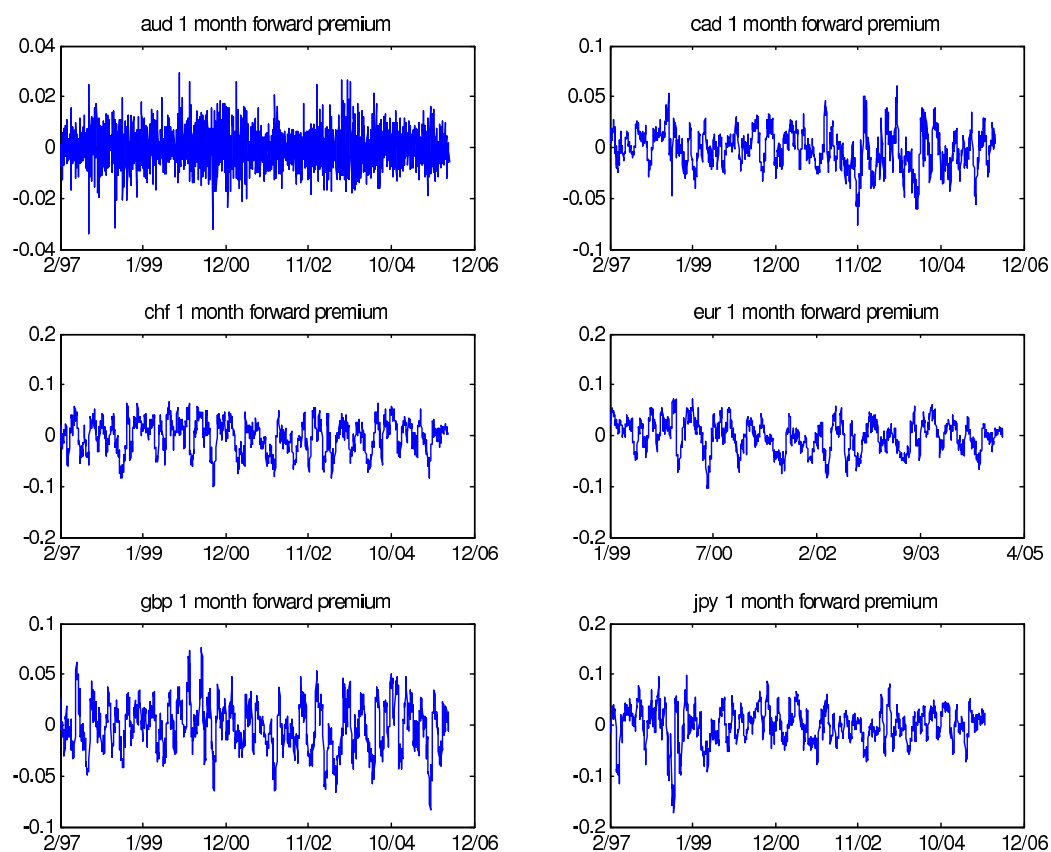 aud 1 month forward premium
0.04
0.02
0
-0.02
-0.04
2/97 1/99 12/00 11/02 10/04 12/06
cad 1 month forward premium
0.1
0.05
0
-0.05
-0.1
2/97 1/99 12/00 11/02 10/04 12/06
chf 1 month forward premium
0.2
0.1
0
-0.1
-0.2
2/97 1/99 12/00 11/02 10/04 12/06
eur 1 month forward premium
0.2
0.1
0
-0.1
-0.2
1/99 7/00 2/02 9/03 4/05
gbp 1 month forward premium
0.1
0.05
0
-0.05
-0.1
2/97 1/99 12/00 11/02 10/04 12/06
jpy 1 month forward premium
0.2
0.1
0
-0.1
-0.2
2/97 1/99 12/00 11/02 10/04 12/06